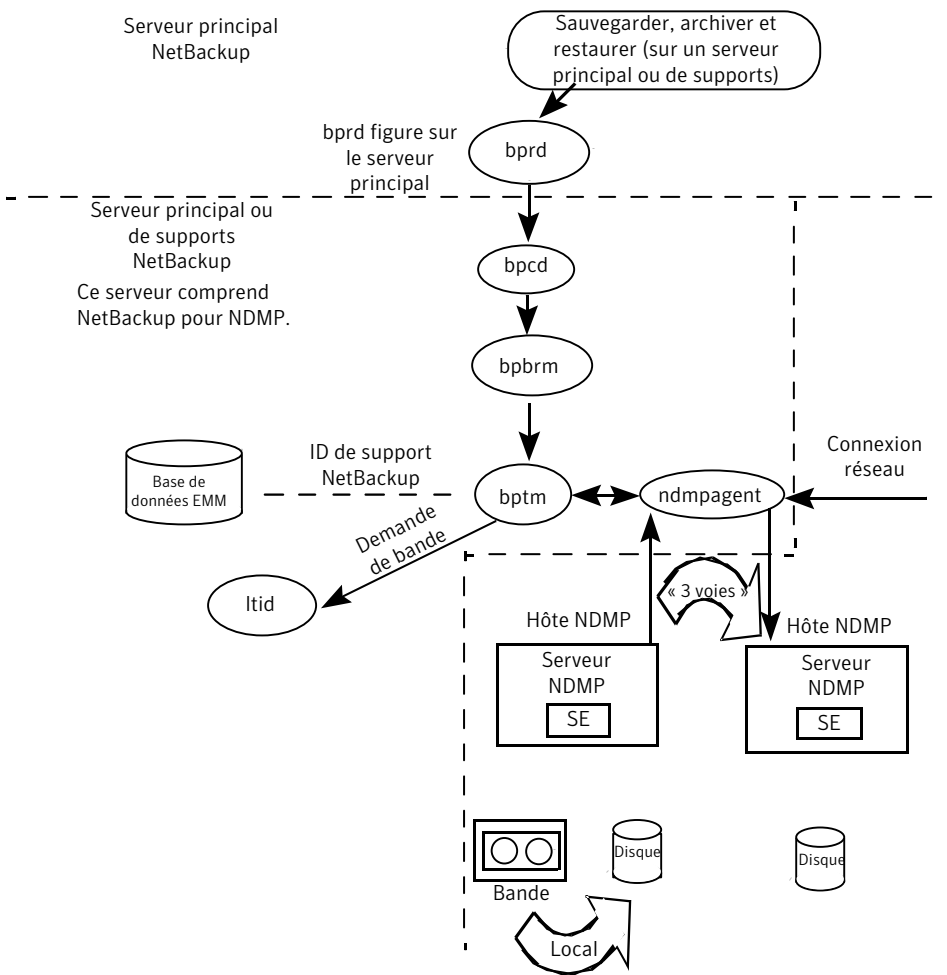 Serveur principal
NetBackup
Sauvegarder, archiver et
restaurer (sur un serveur
principal ou de supports)
bprd figure sur
le serveur
principal
bprd
Serveur principal ou
de supports
NetBackup
Ce serveur comprend
NetBackup pour NDMP.
bpcd
bpbrm
Connexion
réseau
ID de support
NetBackup
Base de
données EMM
bptm
ndmpagent
Demande
de bande
ltid
« 3 voies »
Hôte NDMP
Hôte NDMP
Serveur
NDMP
SE
Serveur
NDMP
SE
Disque
Disque
Bande
Local